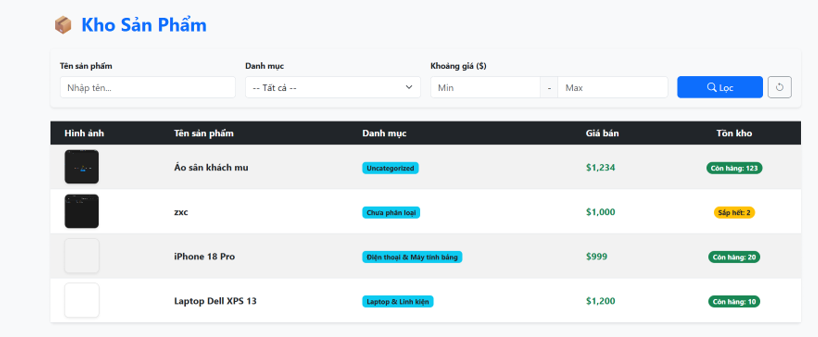 Kho Sản Phẩm
Tên sản phẩm Danh mục Khoảng giá ($)
Nhập tên... -- Tất cả -- Min - Max Lọc
Hình ảnh Tên sản phẩm Danh mục Giá bán Tồn kho
Áo sân khách mu Uncategorized $1,234 Còn hàng: 123
zxc Chưa phân loại $1,000 Sắp hết: 2
iPhone 18 Pro Điện thoại & Máy tính bảng $999 Còn hàng: 20
Laptop Dell XPS 13 Laptop & Linh kiện $1,200 Còn hàng: 10